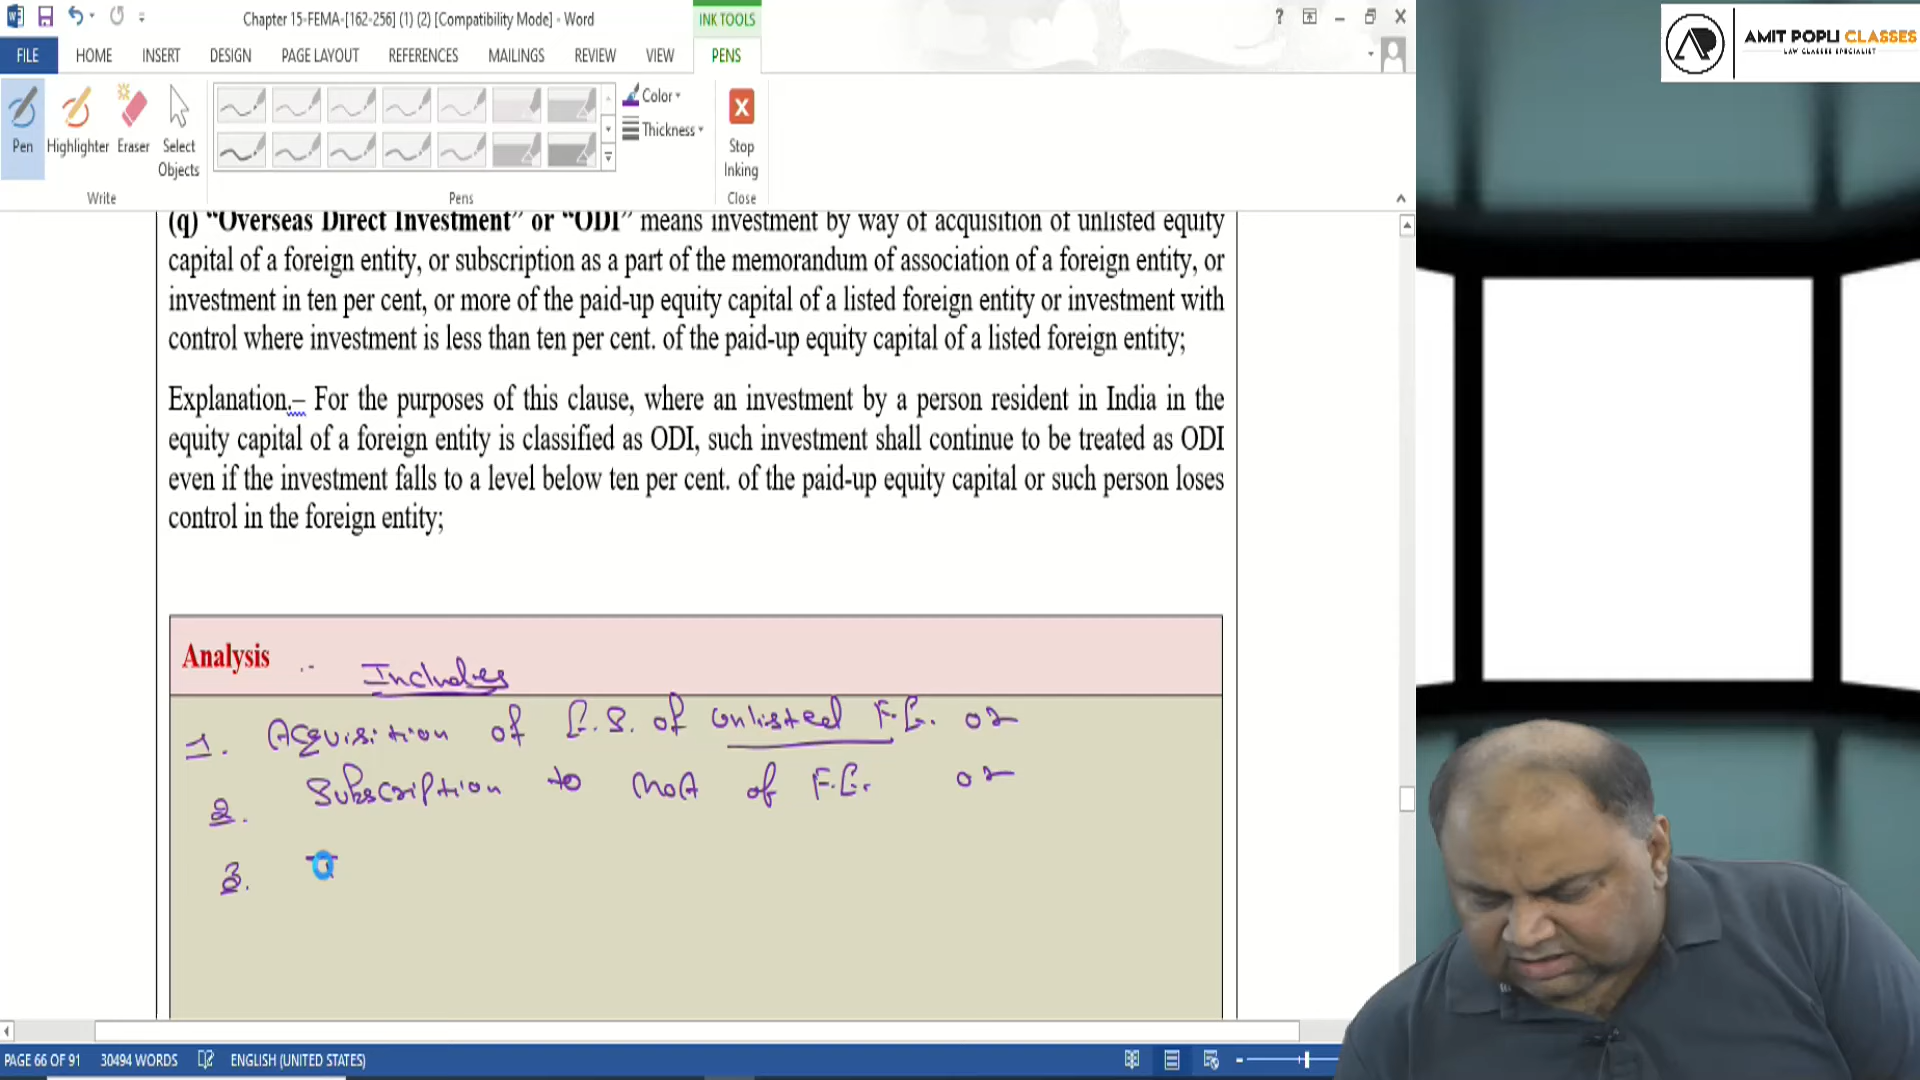 Chapter 15-FEMA-[162-256] (1) (2) [Compatibility Mode] - Word
INK TOOLS
?
AMIT POPLI CLASSES
LAW CLASSES SPECIALIST
FILE HOME INSERT DESIGN PAGE LAYOUT REFERENCES MAILINGS REVIEW VIEW PENS
Color
Thickness
Pen Highlighter Eraser Select Objects
Stop Inking
Write Pens Close
(q) “Overseas Direct Investment” or “ODI” means investment by way of acquisition of unlisted equity
capital of a foreign entity, or subscription as a part of the memorandum of association of a foreign entity, or
investment in ten per cent, or more of the paid-up equity capital of a listed foreign entity or investment with
control where investment is less than ten per cent. of the paid-up equity capital of a listed foreign entity;
Explanation.– For the purposes of this clause, where an investment by a person resident in India in the
equity capital of a foreign entity is classified as ODI, such investment shall continue to be treated as ODI
even if the investment falls to a level below ten per cent. of the paid-up equity capital or such person loses
control in the foreign entity;
Analysis :- Includes
1. Acquisition of E.S. of unlisted F.E. or
2. Subscription to MoA of F.E. or
3.
PAGE 66 OF 91 30494 WORDS ENGLISH (UNITED STATES)